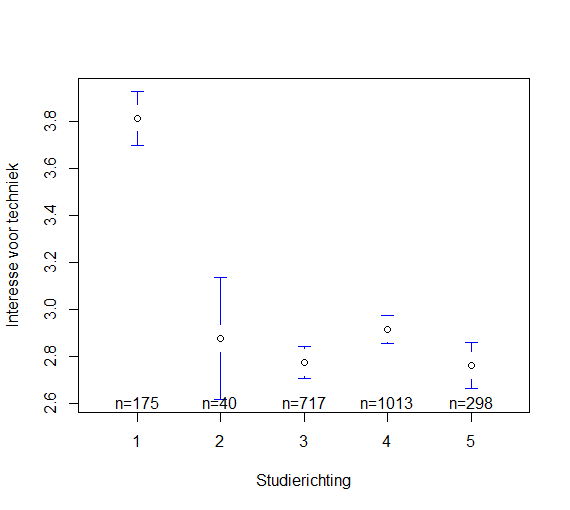 Interesse voor techniek
3.8
3.6
3.4
3.2
3.0
2.8
2.6
n=175 n=40 n=717 n=1013 n=298
1 2 3 4 5
Studierichting